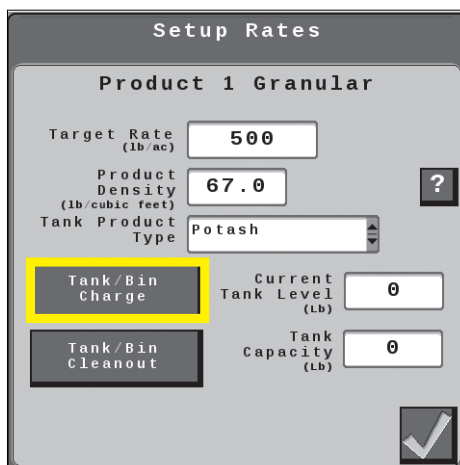 Setup Rates
Product 1 Granular
Target Rate
(lb/ac)
500
Product
Density
(lb/cubic feet)
67.0
?
Tank Product
Type
Potash
Tank/Bin
Charge
Current
Tank Level
(Lb)
0
Tank/Bin
Cleanout
Tank
Capacity
(Lb)
0